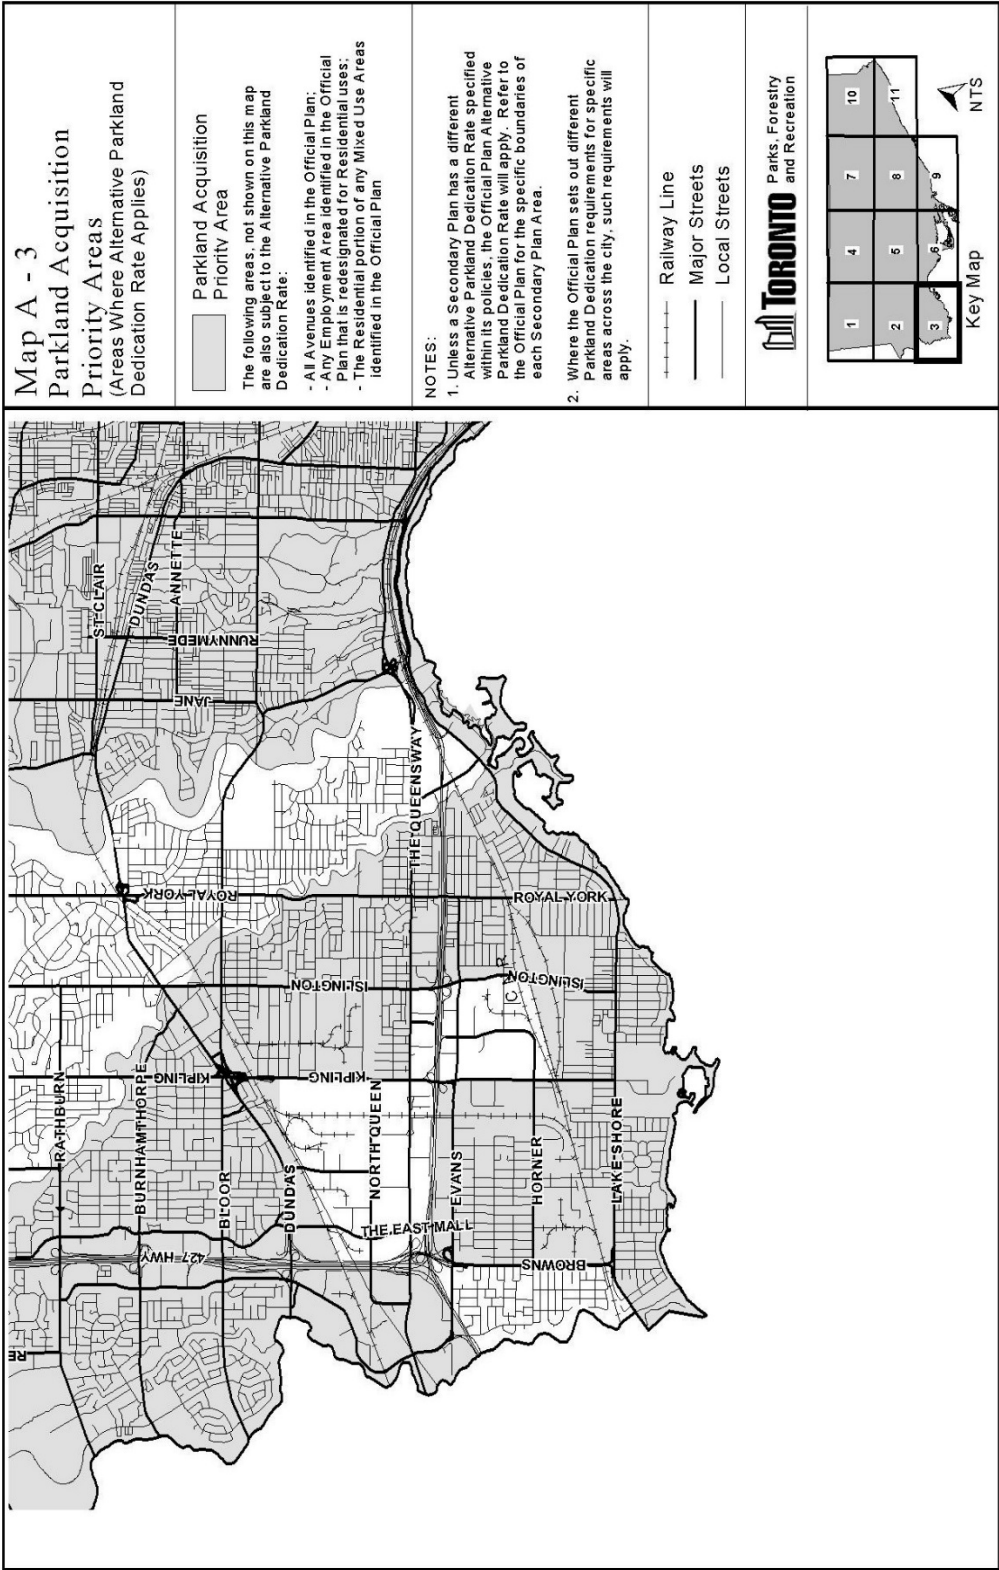 Map A - 3
Parkland Acquisition
Priority Areas
(Areas Where Alternative Parkland
Dedication Rate Applies)
Parkland Acquisition
Priority Area
The following areas, not shown on this map
are also subject to the Alternative Parkland
Dedication Rate:
- All Avenues identified in the Official Plan;
- Any Employment Area identified in the Official
Plan that is redesignated for Residential uses;
- The Residential portion of any Mixed Use Areas
identified in the Official Plan
NOTES:
1. Unless a Secondary Plan has a different
Alternative Parkland Dedication Rate specified
within its policies, the Official Plan Alternative
Parkland Dedication Rate will apply. Refer to
the Official Plan for the specific boundaries of
each Secondary Plan Area.
2. Where the Official Plan sets out different
Parkland Dedication requirements for specific
areas across the city, such requirements will
apply.
Railway Line
Major Streets
Local Streets
TORONTO
Parks, Forestry
and Recreation
1
4
7
10
2
5
8
11
3
6
9
Key Map
NTS
RE
RATHBURN
BURNHAMTHORPE
BLOOR
DUNDAS
427 HWY
KIPLING
KIPLING
NORTH QUEEN
THE EAST MALL
EVANS
HORNER
BROWNS
LAKE SHORE
ISLINGTON
ISLINGTON
C N R
ROYAL YORK
ROYAL YORK
THE QUEENSWAY
JANE
RUNNYMEDE
ST CLAIR
DUNDAS
ANNETTE